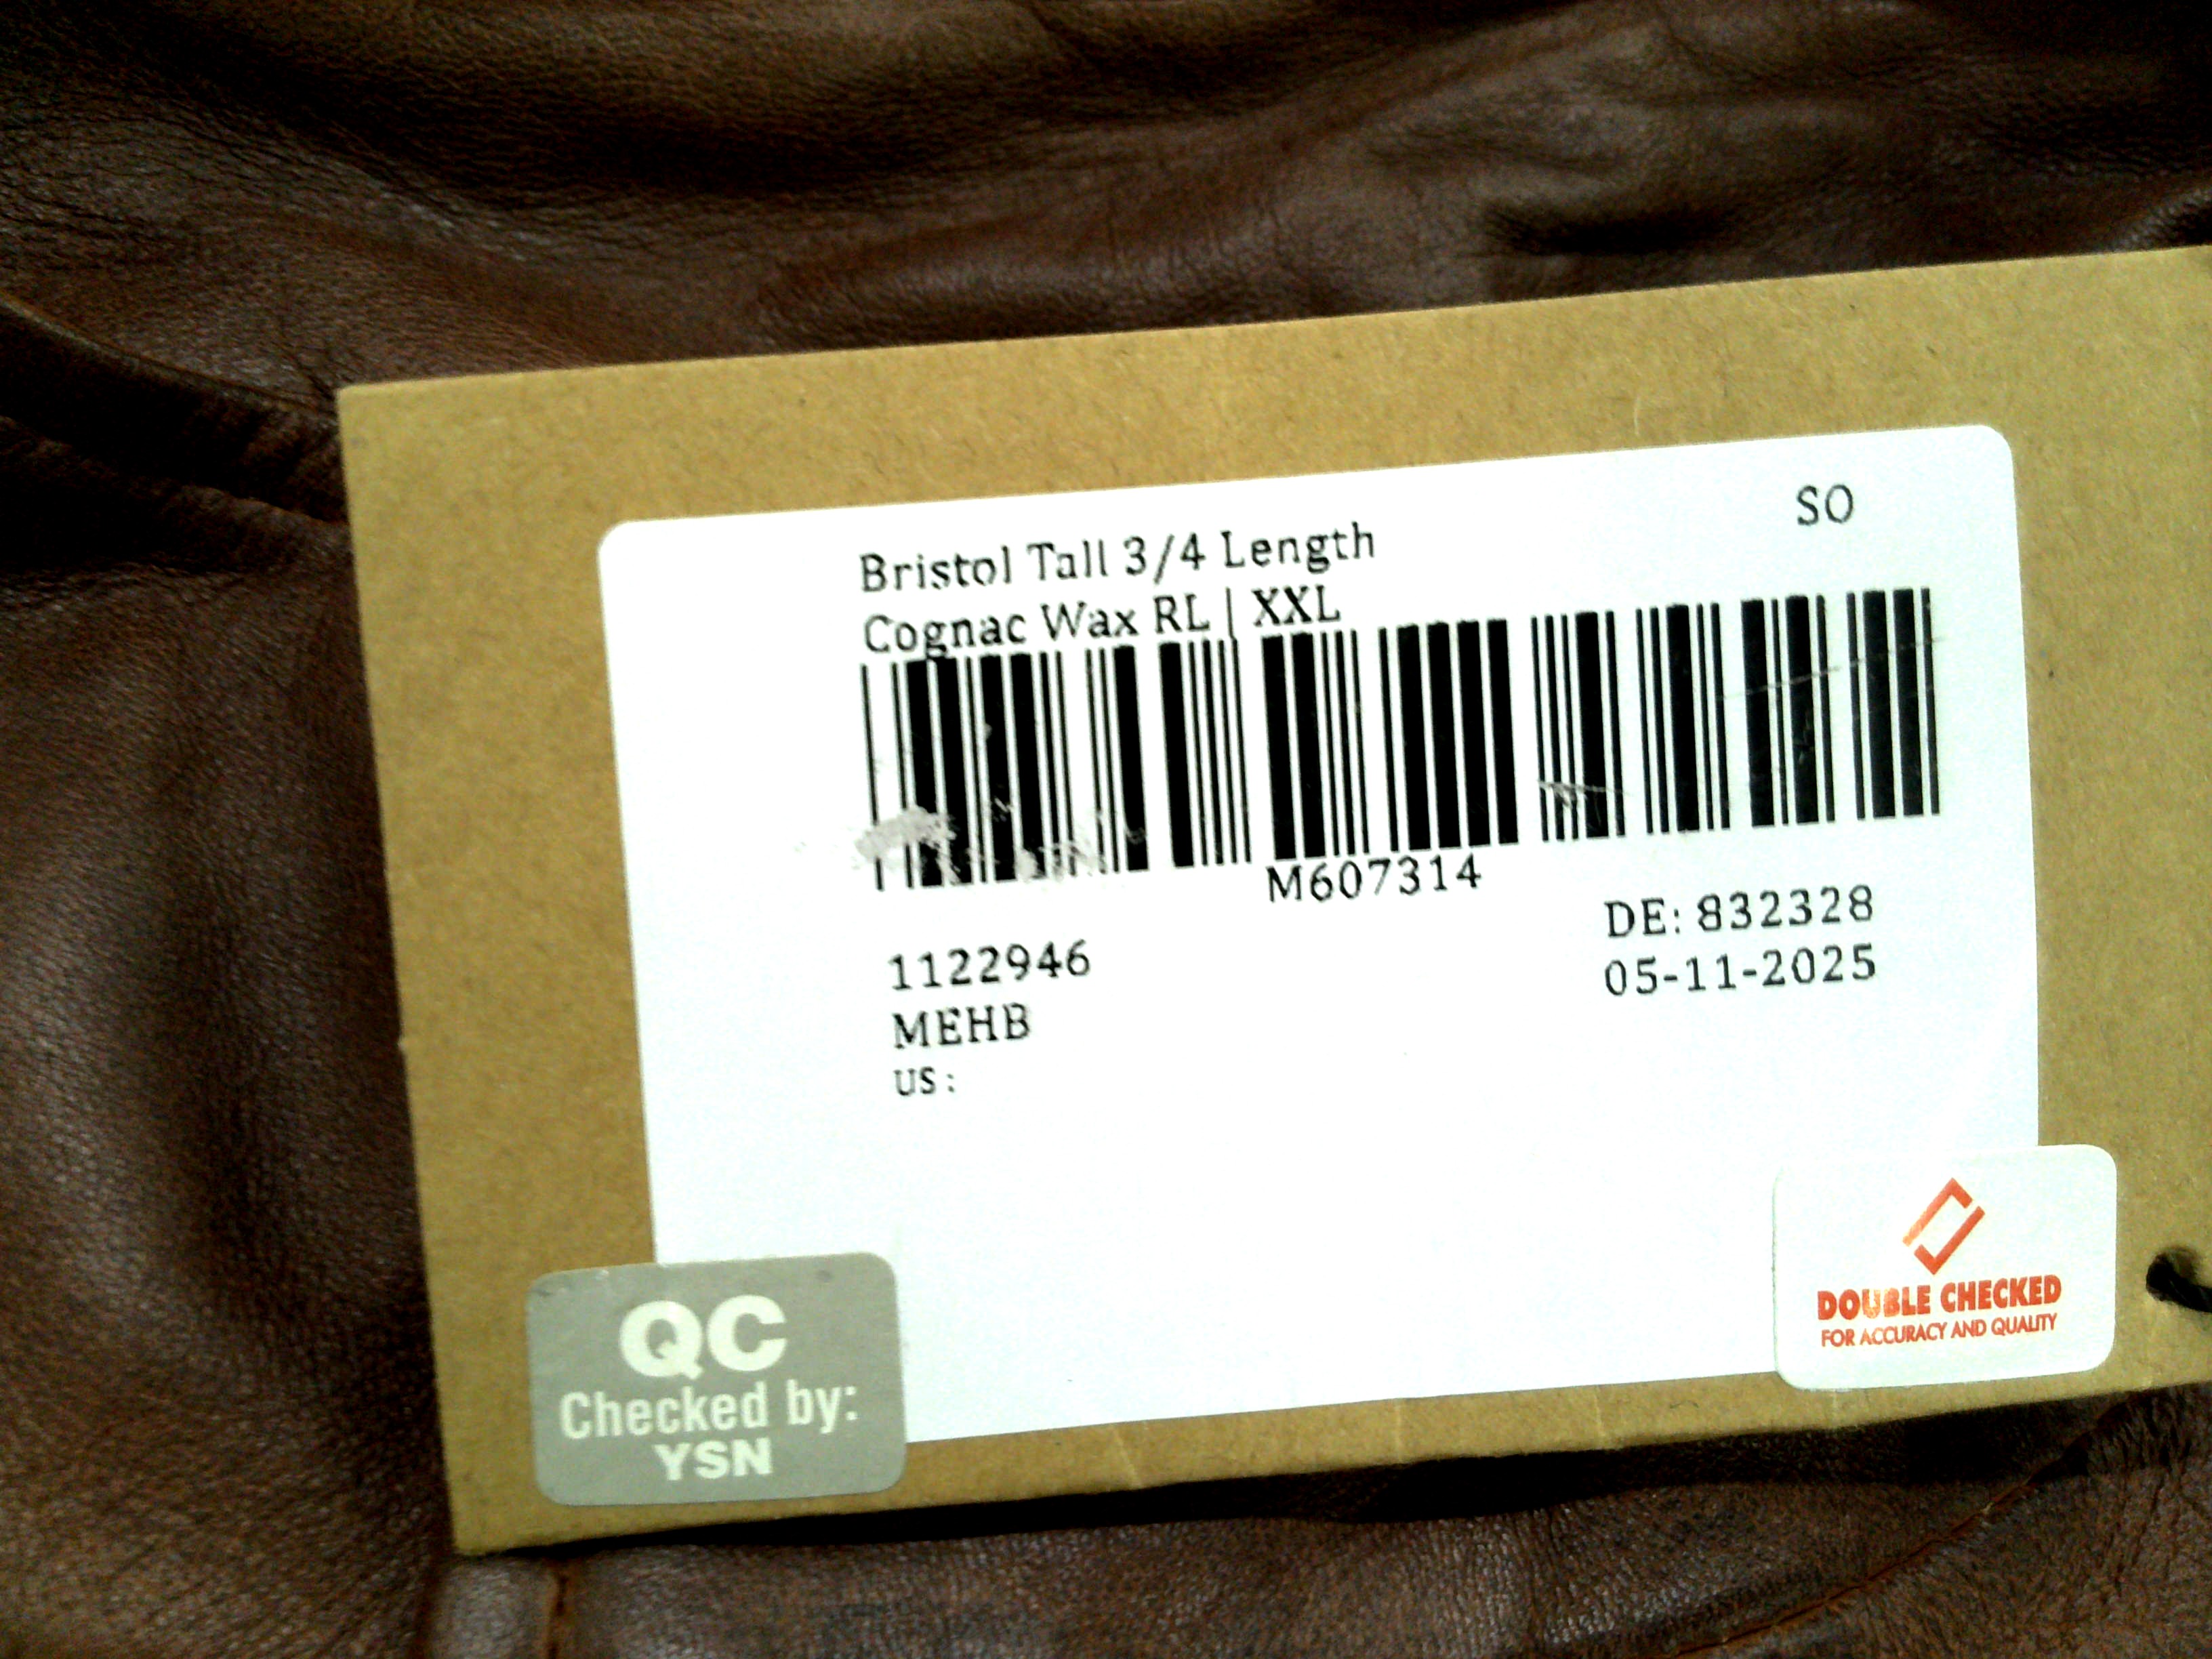 SO
Bristol Tall 3/4 Length
Cognac Wax RL | XXL
M607314
DE: 832328
1122946
05-11-2025
MEHB
US:
QC
Checked by:
YSN
DOUBLE CHECKED
FOR ACCURACY AND QUALITY